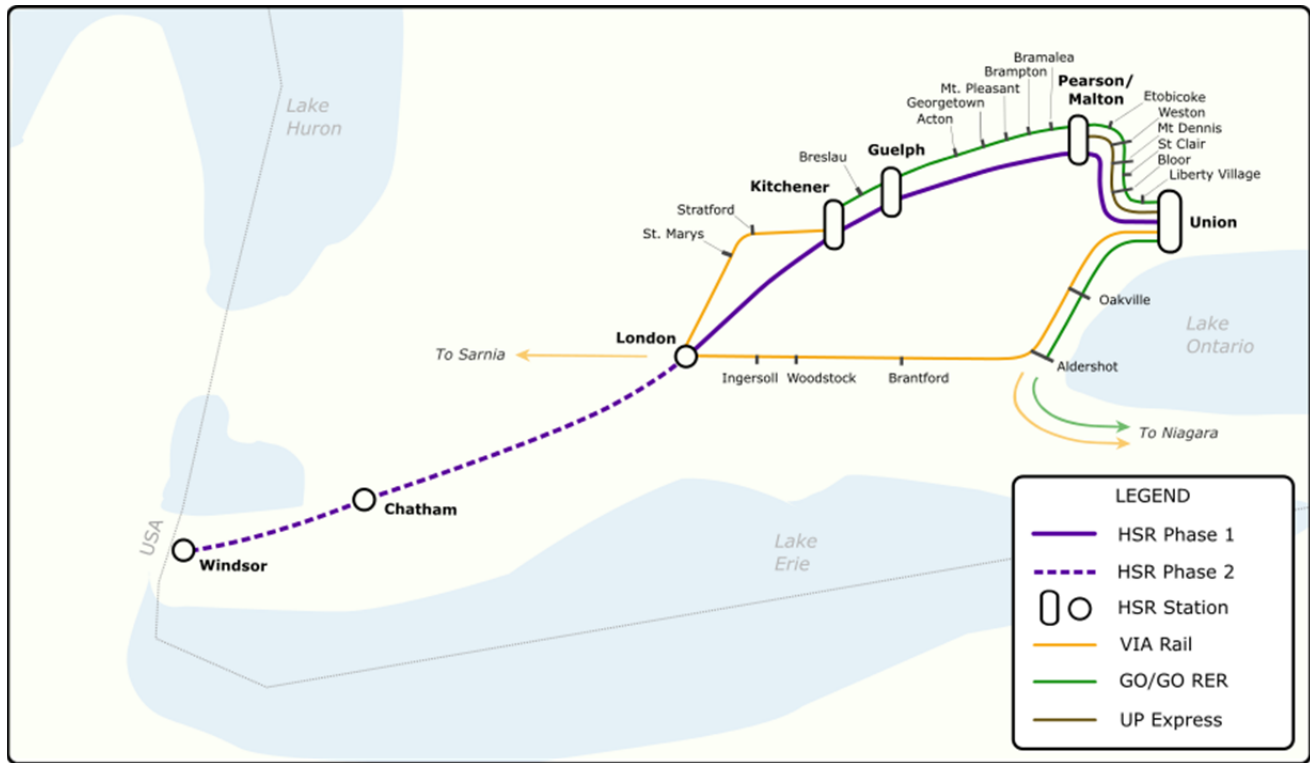 Lake
Huron
Bramalea
Brampton
Mt. Pleasant
Georgetown
Acton
Pearson/
Malton
Etobicoke
Weston
Mt Dennis
St Clair
Bloor
Liberty Village
Guelph
Breslau
Kitchener
Stratford
St. Marys
Union
Oakville
Lake
Ontario
London
To Sarnia
Ingersoll
Woodstock
Brantford
Aldershot
To Niagara
Chatham
USA
Windsor
Lake
Erie
LEGEND
HSR Phase 1
HSR Phase 2
HSR Station
VIA Rail
GO/GO RER
UP Express